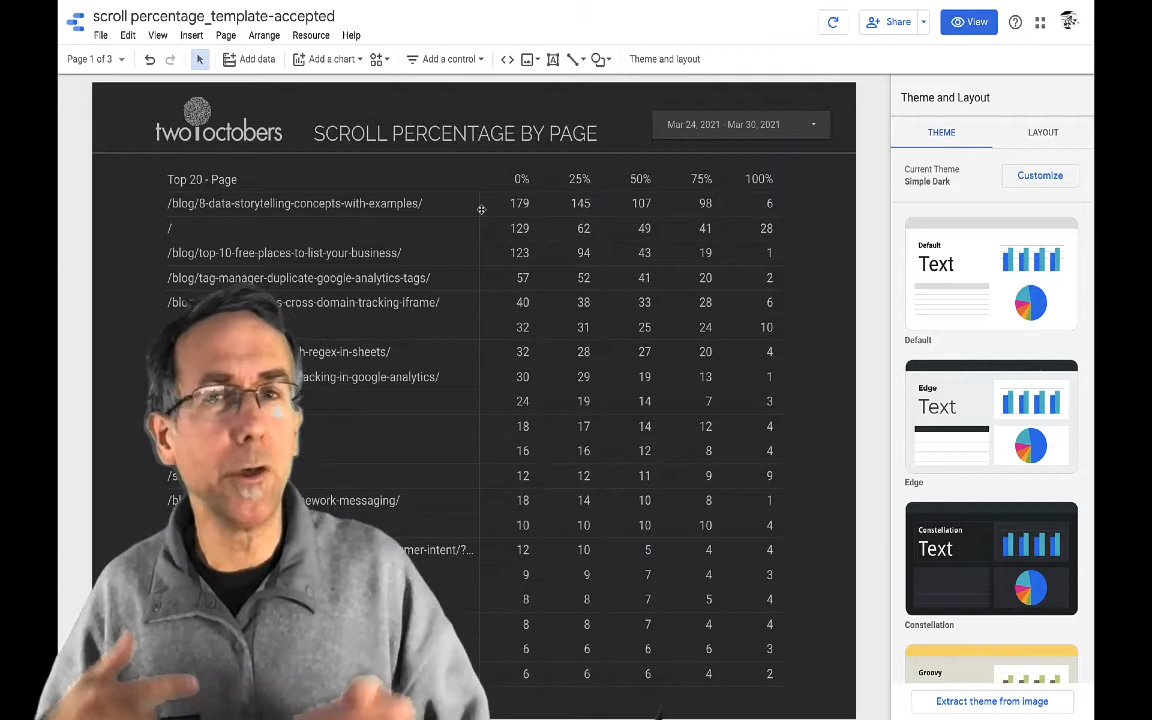 scroll percentage_template-accepted
File Edit View Insert Page Arrange Resource Help
Share View
Page 1 of 3 Add data Add a chart Add a control Theme and layout
two octobers SCROLL PERCENTAGE BY PAGE Mar 24, 2021 - Mar 30, 2021
Top 20 - Page 0% 25% 50% 75% 100%
/blog/8-data-storytelling-concepts-with-examples/ 179 145 107 98 6
/ 129 62 49 41 28
/blog/top-10-free-places-to-list-your-business/ 123 94 43 19 1
/blog/tag-manager-duplicate-google-analytics-tags/ 57 52 41 20 2
/blog s-cross-domain-tracking-iframe/ 40 38 33 28 6
32 31 25 24 10
h-regex-in-sheets/ 32 28 27 20 4
acking-in-google-analytics/ 30 29 19 13 1
24 19 14 7 3
18 17 14 12 4
16 16 12 8 4
/s 12 12 11 9 9
/bl ework-messaging/ 18 14 10 8 1
10 10 10 10 4
mer-intent/?... 12 10 5 4 4
9 9 7 4 3
8 8 7 5 4
8 8 7 4 4
6 6 6 6 3
6 6 6 4 2
Theme and Layout
THEME LAYOUT
Current Theme
Simple Dark
Customize
Default
Text
Default
Edge
Text
Edge
Constellation
Text
Constellation
Groovy
Extract theme from image